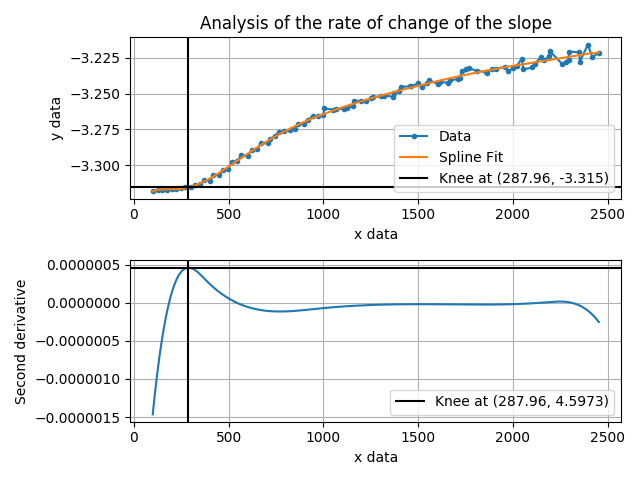 Analysis of the rate of change of the slope
−3.225
−3.250
−3.275
−3.300
y data
Data
Spline Fit
Knee at (287.96, -3.315)
0 500 1000 1500 2000 2500
x data
0.0000005
0.0000000
−0.0000005
−0.0000010
−0.0000015
Second derivative
Knee at (287.96, 4.5973)
0 500 1000 1500 2000 2500
x data